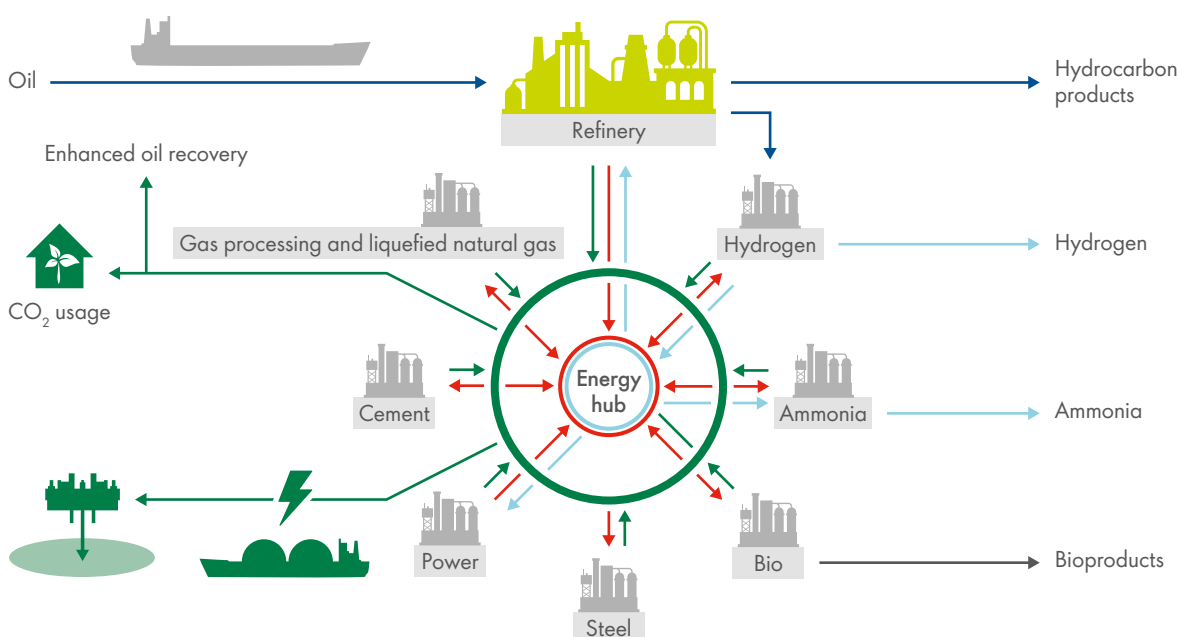 Oil
Refinery
Hydrocarbon
products
Enhanced oil recovery
Gas processing and liquefied natural gas
Hydrogen
Hydrogen
CO₂ usage
Cement
Energy
hub
Ammonia
Ammonia
Power
Bio
Bioproducts
Steel